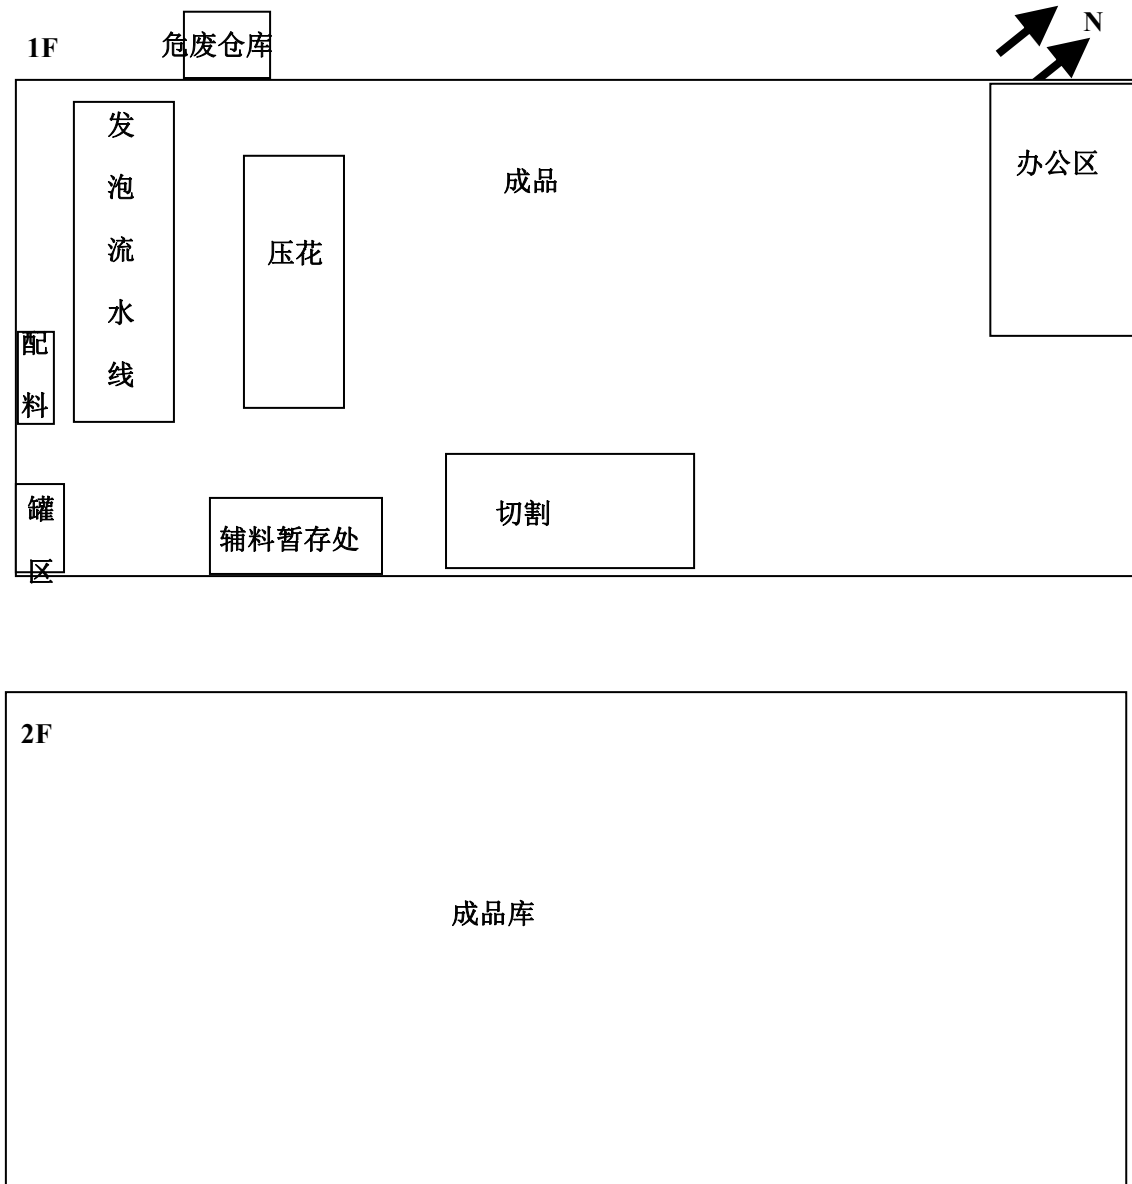 1F
危废仓库
N
发
泡
流
水
线
压花
成品
办公区
配
料
罐
区
辅料暂存处
切割
2F
成品库